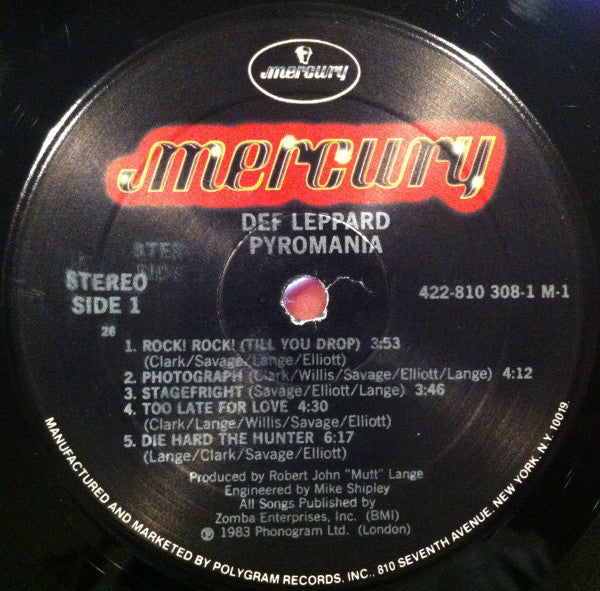 mercury
mercury
DEF LEPPARD
PYROMANIA
STEREO
SIDE 1
422-810 308-1 M-1
26
1. ROCK! ROCK! (TILL YOU DROP) 3:53
(Clark/Savage/Lange/Elliott)
2. PHOTOGRAPH (Clark/Willis/Savage/Elliott/Lange) 4:12
3. STAGEFRIGHT (Savage/Elliott/Lange) 3:46
4. TOO LATE FOR LOVE 4:30
(Clark/Lange/Willis/Savage/Elliott)
5. DIE HARD THE HUNTER 6:17
(Lange/Clark/Savage/Elliott)
Produced by Robert John "Mutt" Lange
Engineered by Mike Shipley
All Songs Published by
Zomba Enterprises, Inc. (BMI)
℗ 1983 Phonogram Ltd. (London)
MANUFACTURED AND MARKETED BY POLYGRAM RECORDS, INC., 810 SEVENTH AVENUE, NEW YORK, N.Y. 10019